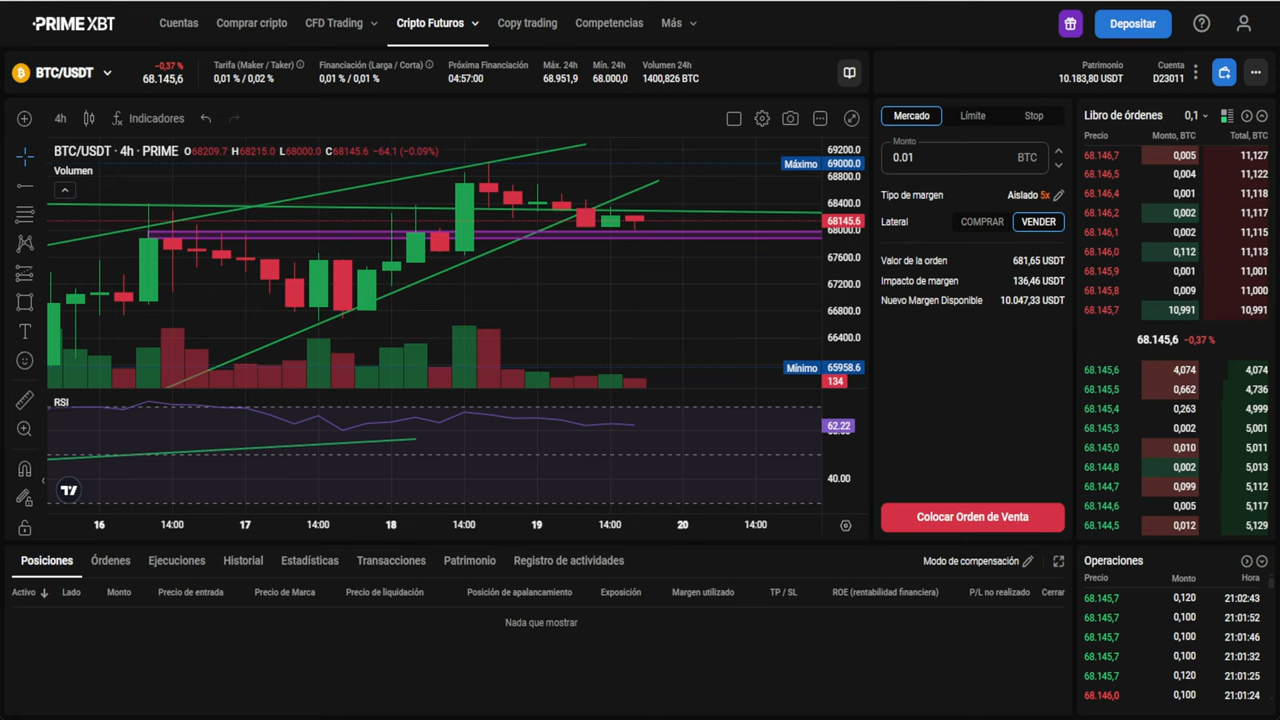 PRIME XBT Cuentas Comprar cripto CFD Trading Cripto Futuros Copy trading Competencias Más Depositar
BTC/USDT
-0,37 %
68.145,6
Tarifa (Maker / Taker)
0,01 % / 0,02 %
Financiación (Larga / Corta)
0,01 % / 0,01 %
Próxima Financiación
04:57:00
Máx. 24h
68.951,9
Mín. 24h
68.000,0
Volumen 24h
1400,826 BTC
Patrimonio
10.183,80 USDT
Cuenta
D23011
4h Indicadores
BTC/USDT · 4h · PRIME O68209.7 H68215.0 L68000.0 C68145.6 -64.1 (-0.09%)
Volumen
69200.0
Máximo 69000.0
68800.0
68400.0
68145.6
68000.0
67600.0
67200.0
66800.0
66400.0
Mínimo 65958.6
134
RSI
62.22
40.00
16 14:00 17 14:00 18 14:00 19 14:00 20 14:00
Mercado Límite Stop
Monto
0.01 BTC
Tipo de margen Aislado 5x
Lateral COMPRAR VENDER
Valor de la orden 681,65 USDT
Impacto de margen 136,46 USDT
Nuevo Margen Disponible 10.047,33 USDT
Colocar Orden de Venta
Libro de órdenes 0,1
Precio Monto, BTC Total, BTC
68.146,7 0,005 11,127
68.146,5 0,004 11,122
68.146,4 0,001 11,118
68.146,2 0,002 11,117
68.146,1 0,002 11,115
68.146,0 0,112 11,113
68.145,9 0,001 11,001
68.145,8 0,009 11,000
68.145,7 10,991 10,991
68.145,6 -0,37 %
68.145,6 4,074 4,074
68.145,5 0,662 4,736
68.145,4 0,263 4,999
68.145,3 0,002 5,001
68.145,0 0,010 5,011
68.144,8 0,002 5,013
68.144,7 0,099 5,112
68.144,6 0,005 5,117
68.144,5 0,012 5,129
Posiciones Órdenes Ejecuciones Historial Estadísticas Transacciones Patrimonio Registro de actividades Modo de compensación
Activo Lado Monto Precio de entrada Precio de Marca Precio de liquidación Posición de apalancamiento Exposición Margen utilizado TP / SL ROE (rentabilidad financiera) P/L no realizado Cerrar
Nada que mostrar
Operaciones
Precio Monto Hora
68.145,7 0,120 21:02:43
68.145,7 0,100 21:01:52
68.145,7 0,100 21:01:46
68.145,7 0,100 21:01:32
68.145,7 0,120 21:01:25
68.146,0 0,100 21:01:24